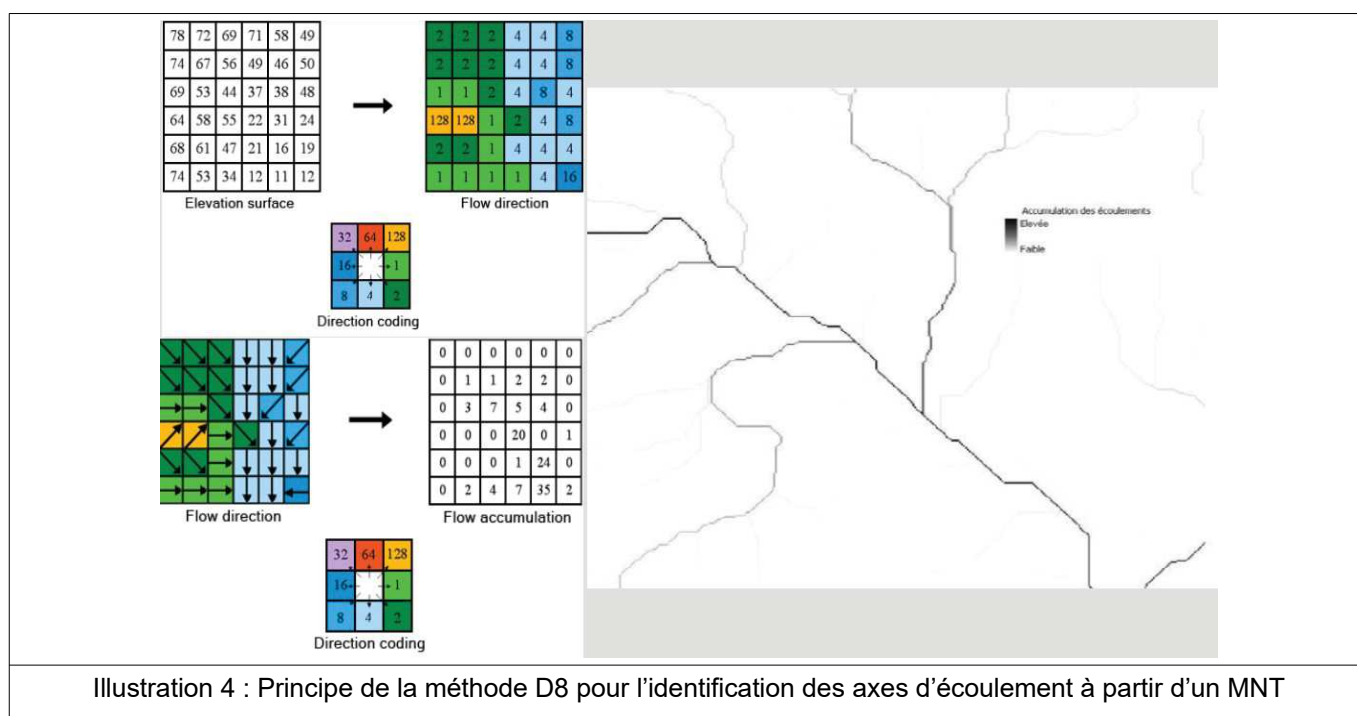 78 72 69 71 58 49
74 67 56 49 46 50
69 53 44 37 38 48
64 58 55 22 31 24
68 61 47 21 16 19
74 53 34 12 11 12
Elevation surface
2 2 2 4 4 8
2 2 2 4 4 8
1 1 2 4 8 4
128 128 1 2 4 8
2 2 1 4 4 4
1 1 1 1 4 16
Flow direction
32 64 128
16 1
8 4 2
Direction coding
Flow direction
0 0 0 0 0 0
0 1 1 2 2 0
0 3 7 5 4 0
0 0 0 20 0 1
0 0 0 1 24 0
0 2 4 7 35 2
Flow accumulation
32 64 128
16 1
8 4 2
Direction coding
Accumulation des écoulements
Elevée
Faible
Illustration 4 : Principe de la méthode D8 pour l’identification des axes d’écoulement à partir d’un MNT